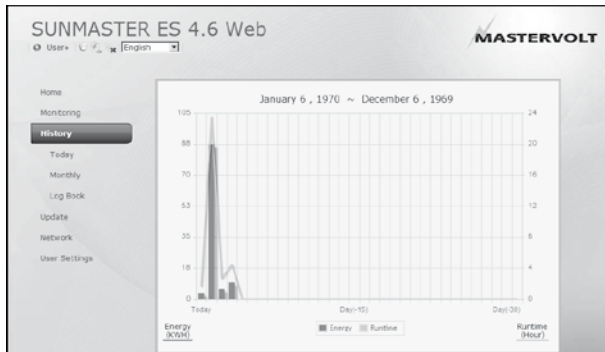 SUNMASTER ES 4.6 Web
User+ English
MASTERVOLT
Home
Monitoring
History
Today
Monthly
Log Book
Update
Network
User Settings
January 6 , 1970 ~ December 6 , 1969
105
88
70
53
35
18
0
24
20
16
12
8
4
0
Today Day(-15) Day(-30)
Energy
(KWH)
Energy Runtime
Runtime
(Hour)